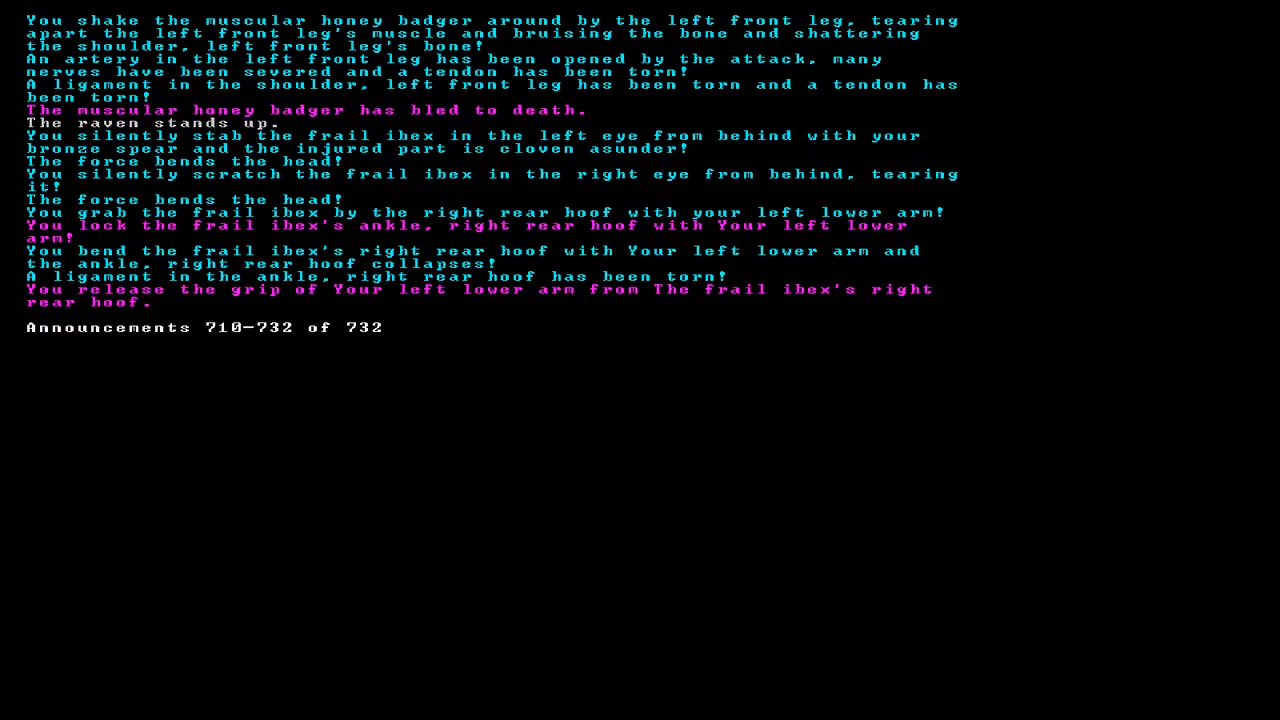 You shake the muscular honey badger around by the left front leg, tearing
apart the left front leg's muscle and bruising the bone and shattering
the shoulder, left front leg's bone!
An artery in the left front leg has been opened by the attack, many
nerves have been severed and a tendon has been torn!
A ligament in the shoulder, left front leg has been torn and a tendon has
been torn!
The muscular honey badger has bled to death.
The raven stands up.
You silently stab the frail ibex in the left eye from behind with your
bronze spear and the injured part is cloven asunder!
The force bends the head!
You silently scratch the frail ibex in the right eye from behind, tearing
it!
The force bends the head!
You grab the frail ibex by the right rear hoof with your left lower arm!
You lock the frail ibex's ankle, right rear hoof with Your left lower
arm!
You bend the frail ibex's right rear hoof with Your left lower arm and
the ankle, right rear hoof collapses!
A ligament in the ankle, right rear hoof has been torn!
You release the grip of Your left lower arm from The frail ibex's right
rear hoof.
Announcements 710-732 of 732